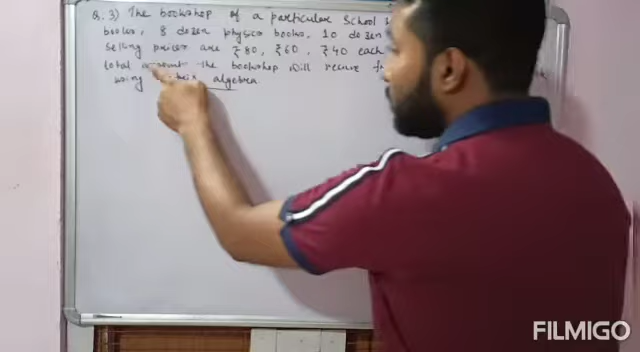 Q.3) The bookshop of a particular School
books, 8 dozen physics books, 10 dozen
selling prices are ₹80, ₹60, ₹40 each
total amount the bookshop will receive
using algebra
FILMIGO